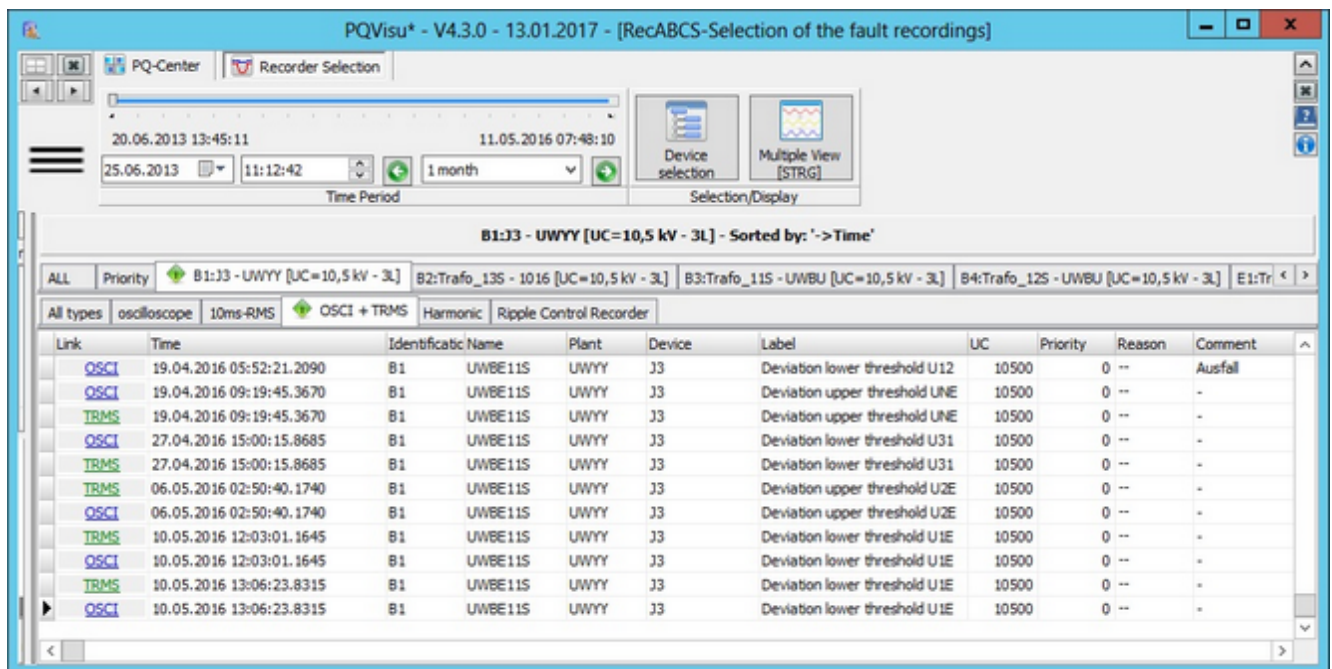 PQVisu* - V4.3.0 - 13.01.2017 - [RecABCS-Selection of the fault recordings]
PQ-Center Recorder Selection
20.06.2013 13:45:11 11.05.2016 07:48:10
25.06.2013 11:12:42 1 month
Device selection
Multiple View [STRG]
Time Period Selection/Display
B1:J3 - UWYY [UC=10,5 kV - 3L] - Sorted by: '->Time'
ALL Priority B1:J3 - UWYY [UC=10,5 kV - 3L] B2:Trafo_13S - 1016 [UC=10,5 kV - 3L] B3:Trafo_11S - UWBU [UC=10,5 kV - 3L] B4:Trafo_12S - UWBU [UC=10,5 kV - 3L] E1:Tr
All types oscilloscope 10ms-RMS OSCI + TRMS Harmonic Ripple Control Recorder
Link Time Identificatic Name Plant Device Label UC Priority Reason Comment
OSCI 19.04.2016 05:52:21.2090 B1 UWBE11S UWYY J3 Deviation lower threshold U12 10500 0 -- Ausfall
OSCI 19.04.2016 09:19:45.3670 B1 UWBE11S UWYY J3 Deviation upper threshold UNE 10500 0 -- -
TRMS 19.04.2016 09:19:45.3670 B1 UWBE11S UWYY J3 Deviation upper threshold UNE 10500 0 -- -
OSCI 27.04.2016 15:00:15.8685 B1 UWBE11S UWYY J3 Deviation lower threshold U31 10500 0 -- -
TRMS 27.04.2016 15:00:15.8685 B1 UWBE11S UWYY J3 Deviation lower threshold U31 10500 0 -- -
TRMS 06.05.2016 02:50:40.1740 B1 UWBE11S UWYY J3 Deviation upper threshold U2E 10500 0 -- -
OSCI 06.05.2016 02:50:40.1740 B1 UWBE11S UWYY J3 Deviation upper threshold U2E 10500 0 -- -
TRMS 10.05.2016 12:03:01.1645 B1 UWBE11S UWYY J3 Deviation lower threshold U1E 10500 0 -- -
OSCI 10.05.2016 12:03:01.1645 B1 UWBE11S UWYY J3 Deviation lower threshold U1E 10500 0 -- -
TRMS 10.05.2016 13:06:23.8315 B1 UWBE11S UWYY J3 Deviation lower threshold U1E 10500 0 -- -
OSCI 10.05.2016 13:06:23.8315 B1 UWBE11S UWYY J3 Deviation lower threshold U1E 10500 0 -- -